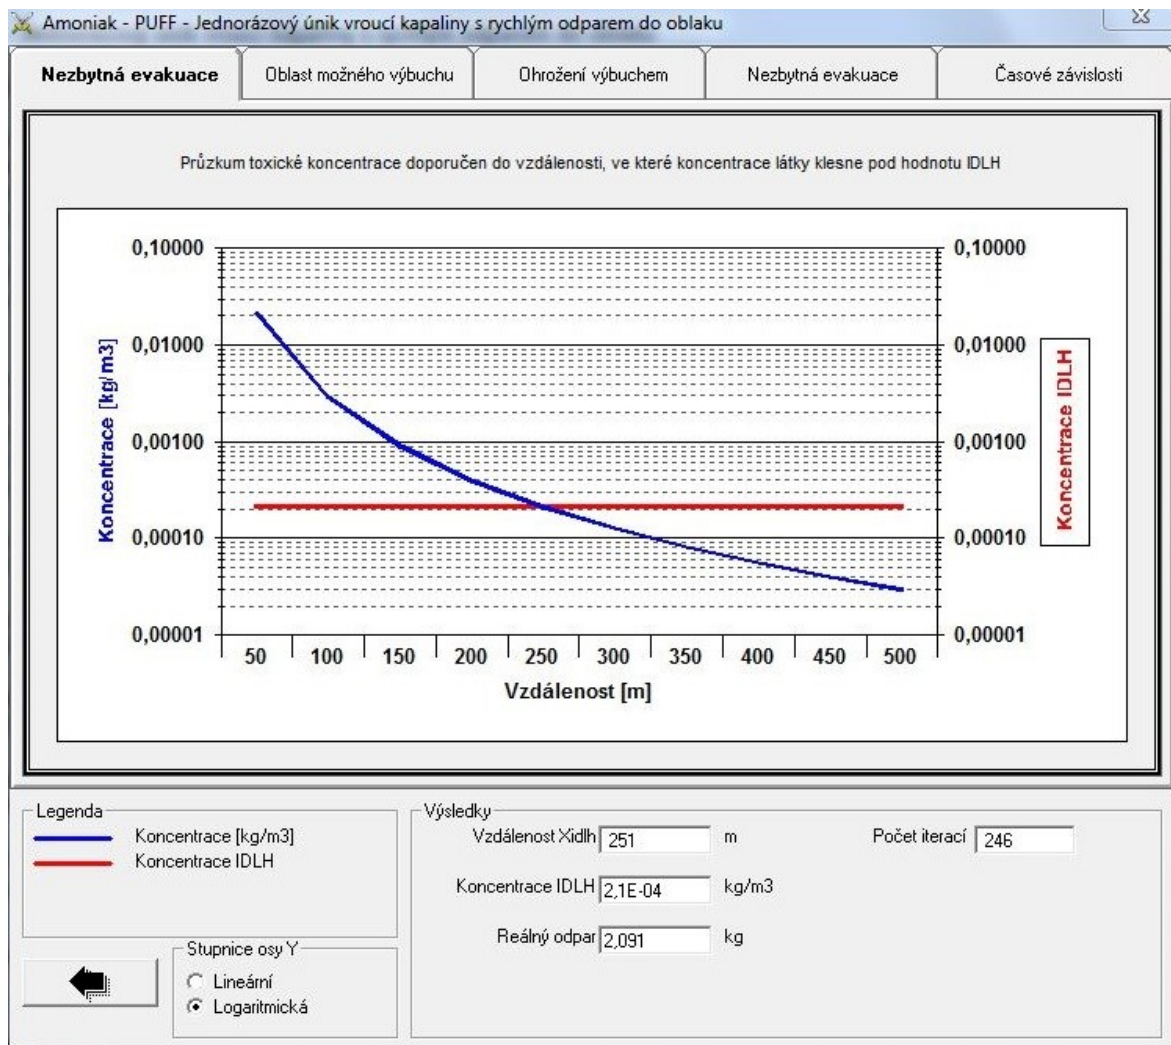 Amoniak - PUFF - Jednorázový únik vroucí kapaliny s rychlým odparem do oblaku
Nezbytná evakuace
Oblast možného výbuchu
Ohrožení výbuchem
Nezbytná evakuace
Časové závislosti
Průzkum toxické koncentrace doporučen do vzdálenosti, ve které koncentrace látky klesne pod hodnotu IDLH
0,10000
0,01000
0,00100
0,00010
0,00001
Koncentrace [kg/m3]
0,10000
0,01000
0,00100
0,00010
0,00001
Koncentrace IDLH
50 100 150 200 250 300 350 400 450 500
Vzdálenost [m]
Legenda
Koncentrace [kg/m3]
Koncentrace IDLH
Stupnice osy Y
Lineární
Logaritmická
Výsledky
Vzdálenost Xidlh 251 m Počet iterací 246
Koncentrace IDLH 2,1E-04 kg/m3
Reálný odpar 2,091 kg